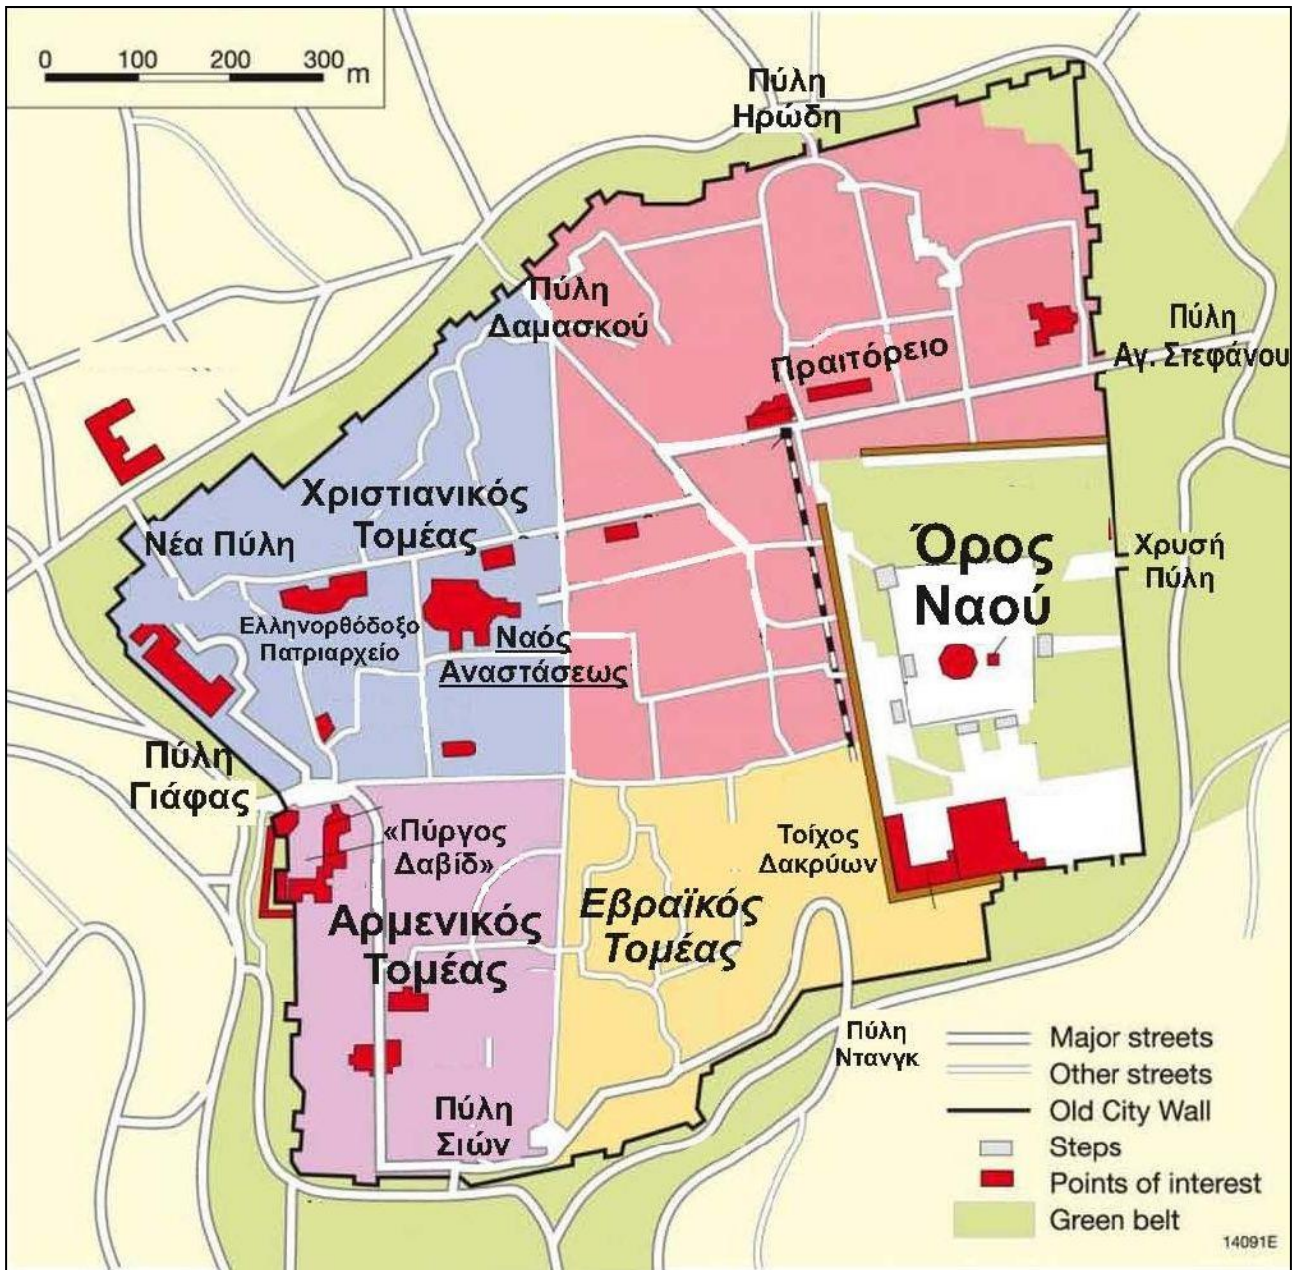 0 100 200 300 m
Πύλη
Ηρώδη
Πύλη
Δαμασκού
Πύλη
Αγ. Στεφάνου
Πραιτόρειο
Χριστιανικός
Τομέας
Νέα Πύλη
Όρος
Ναού
Χρυσή
Πύλη
Ελληνορθόδοξο
Πατριαρχείο
Ναός
Αναστάσεως
Πύλη
Γιάφας
«Πύργος
Δαβίδ»
Τοίχος
Δακρύων
Αρμενικός
Τομέας
Εβραϊκός
Τομέας
Πύλη
Ντανγκ
Πύλη
Σιών
Major streets
Other streets
Old City Wall
Steps
Points of interest
Green belt
14091E